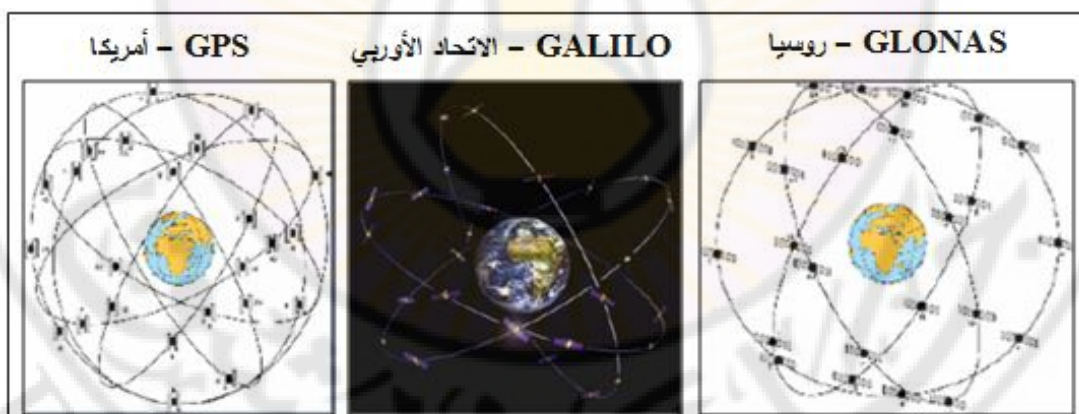 GPS – أمريكا
GALILO – الاتحاد الأوربي
GLONAS – روسيا